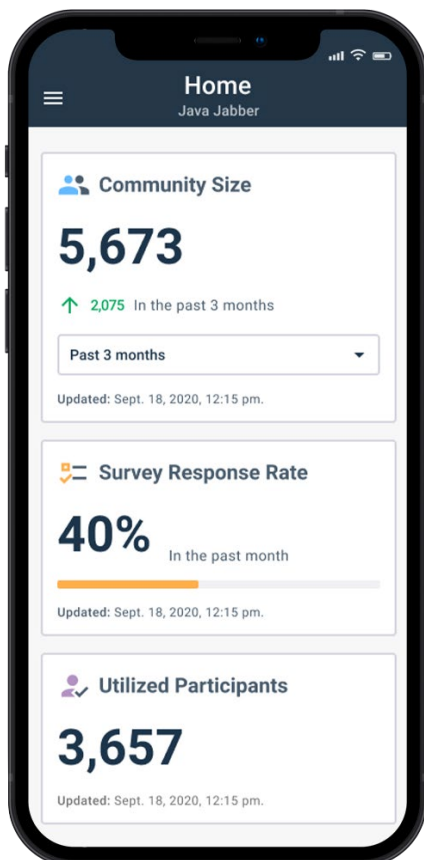 Home
Java Jabber
Community Size
5,673
2,075 In the past 3 months
Past 3 months
Updated: Sept. 18, 2020, 12:15 pm.
Survey Response Rate
40% In the past month
Updated: Sept. 18, 2020, 12:15 pm.
Utilized Participants
3,657
Updated: Sept. 18, 2020, 12:15 pm.